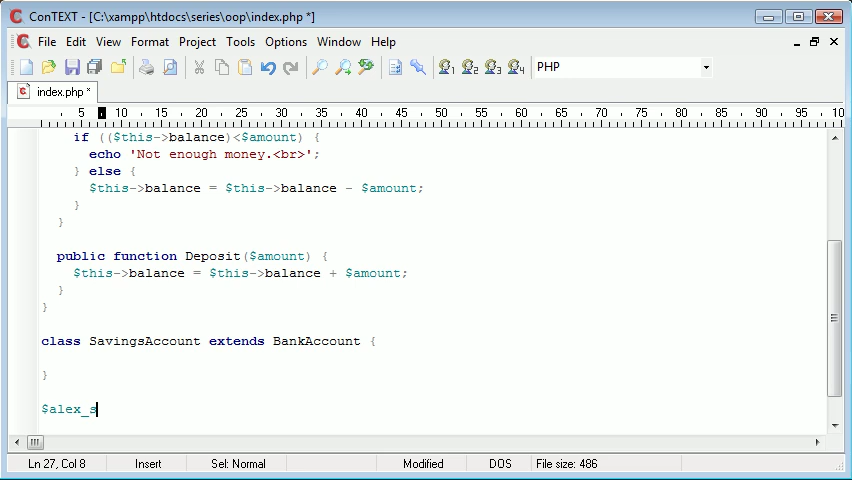 ConTEXT - [C:\xampp\htdocs\series\oop\index.php *]
File Edit View Format Project Tools Options Window Help
1 2 3 4 PHP
index.php *
5 10 15 20 25 30 35 40 45 50 55 60 65 70 75 80 85 90 95 10
if (($this->balance)<$amount) {
echo 'Not enough money.<br>';
} else {
$this->balance = $this->balance - $amount;
}
}
public function Deposit($amount) {
$this->balance = $this->balance + $amount;
}
}
class SavingsAccount extends BankAccount {
}
$alex_s
Ln 27, Col 8 Insert Sel: Normal Modified DOS File size: 486